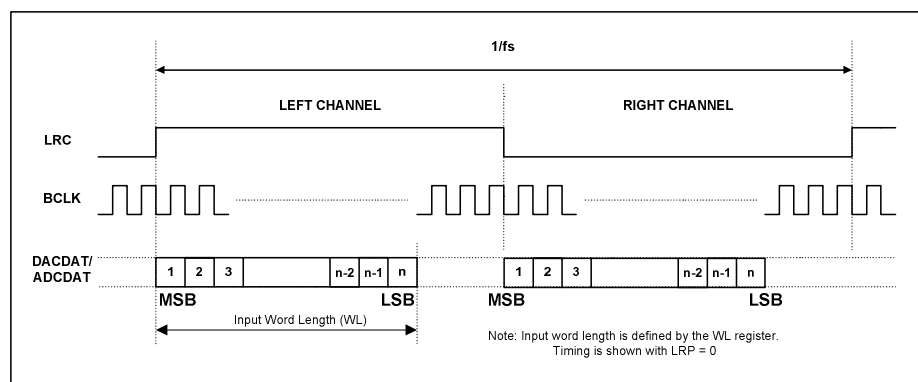 1/fs
LEFT CHANNEL
RIGHT CHANNEL
LRC
BCLK
DACDAT/
ADCDAT
1 2 3 n-2 n-1 n
1 2 3 n-2 n-1 n
MSB LSB
MSB LSB
Input Word Length (WL)
Note: Input word length is defined by the WL register.
Timing is shown with LRP = 0